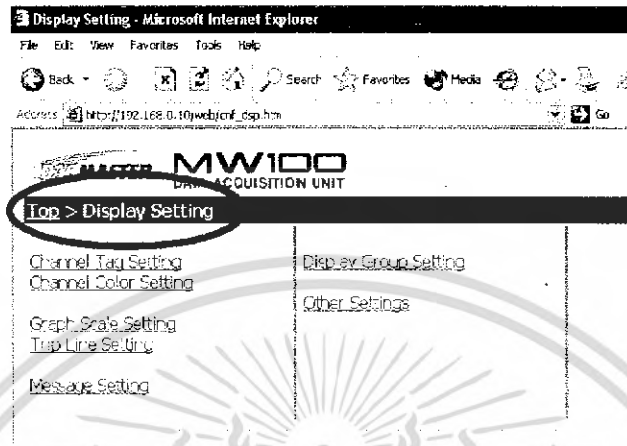 Display Setting - Microsoft Internet Explorer
File Edit View Favorites Tools Help
Back Search Favorites Media
Address http://192.168.0.10/web/cnf_dsp.htm Go
MASTER MW100
DATA ACQUISITION UNIT
Top > Display Setting
Channel Tag Setting
Channel Color Setting
Graph Scale Setting
Trip Line Setting
Message Setting
Display Group Setting
Other Settings